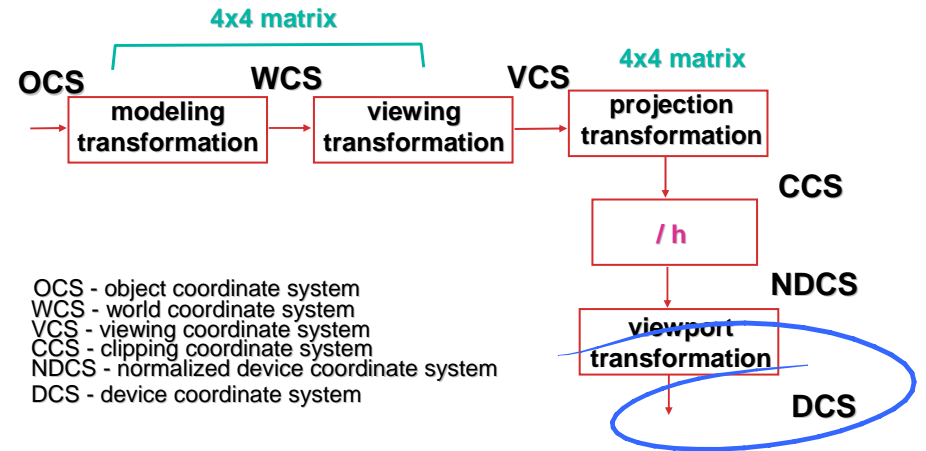 4x4 matrix
OCS
WCS
VCS
4x4 matrix
modeling
transformation
viewing
transformation
projection
transformation
CCS
/ h
NDCS
viewport
transformation
DCS
OCS - object coordinate system
WCS - world coordinate system
VCS - viewing coordinate system
CCS - clipping coordinate system
NDCS - normalized device coordinate system
DCS - device coordinate system